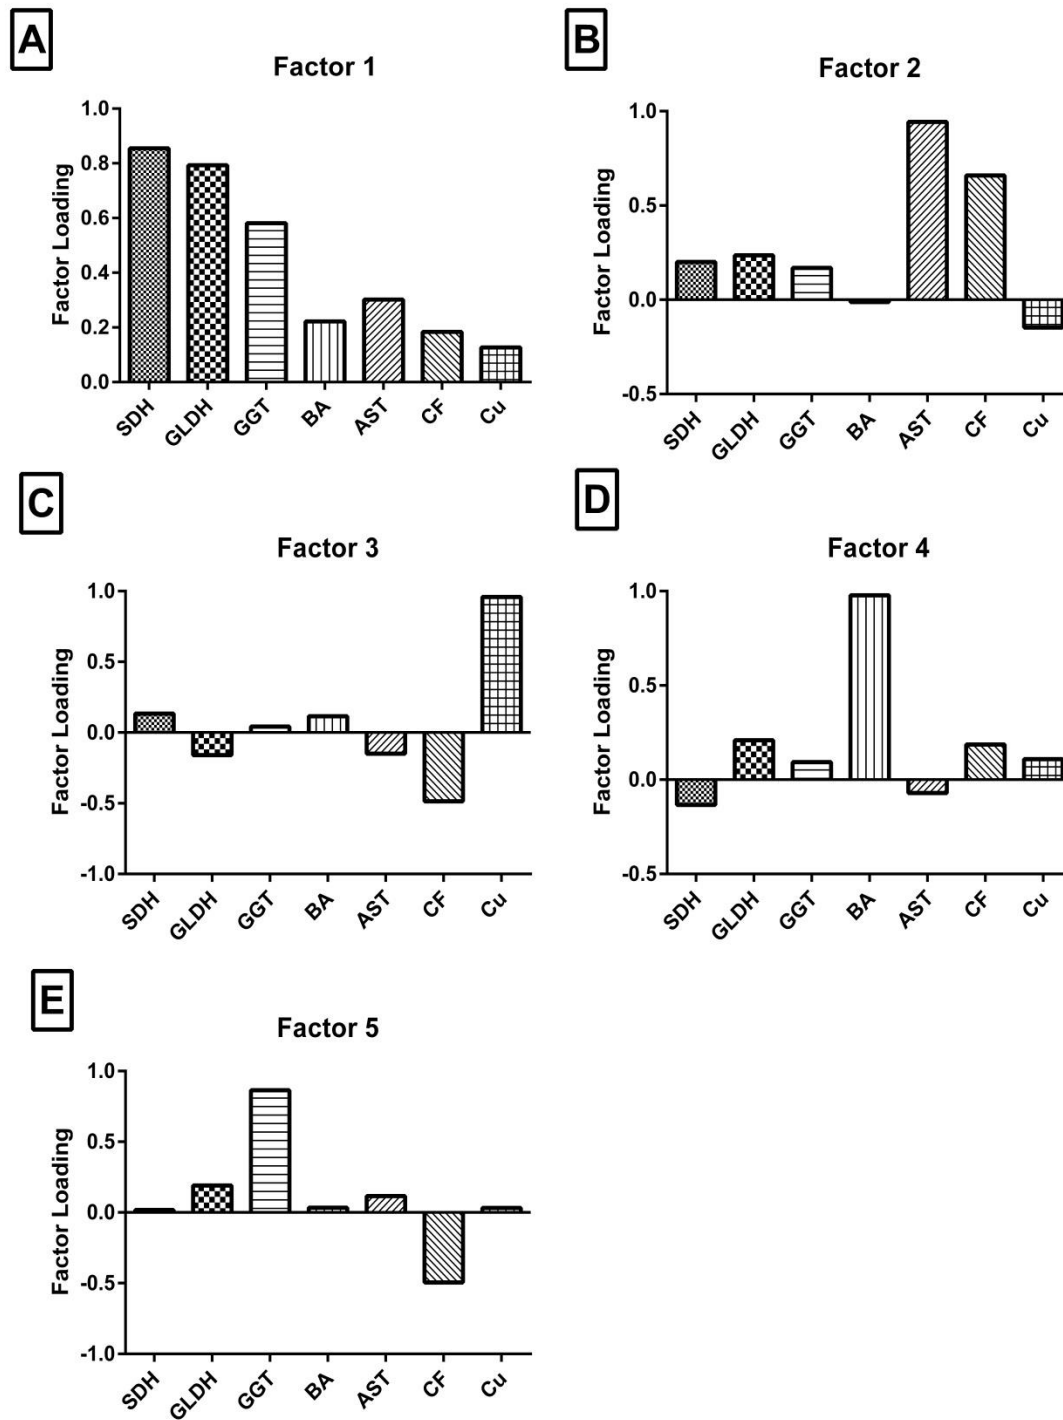 A
Factor 1
Factor Loading
1.0
0.8
0.6
0.4
0.2
0.0
SDH
GLDH
GGT
BA
AST
CF
Cu
B
Factor 2
Factor Loading
1.0
0.5
0.0
-0.5
SDH
GLDH
GGT
BA
AST
CF
Cu
C
Factor 3
Factor Loading
1.0
0.5
0.0
-0.5
-1.0
SDH
GLDH
GGT
BA
AST
CF
Cu
D
Factor 4
Factor Loading
1.0
0.5
0.0
-0.5
SDH
GLDH
GGT
BA
AST
CF
Cu
E
Factor 5
Factor Loading
1.0
0.5
0.0
-0.5
-1.0
SDH
GLDH
GGT
BA
AST
CF
Cu